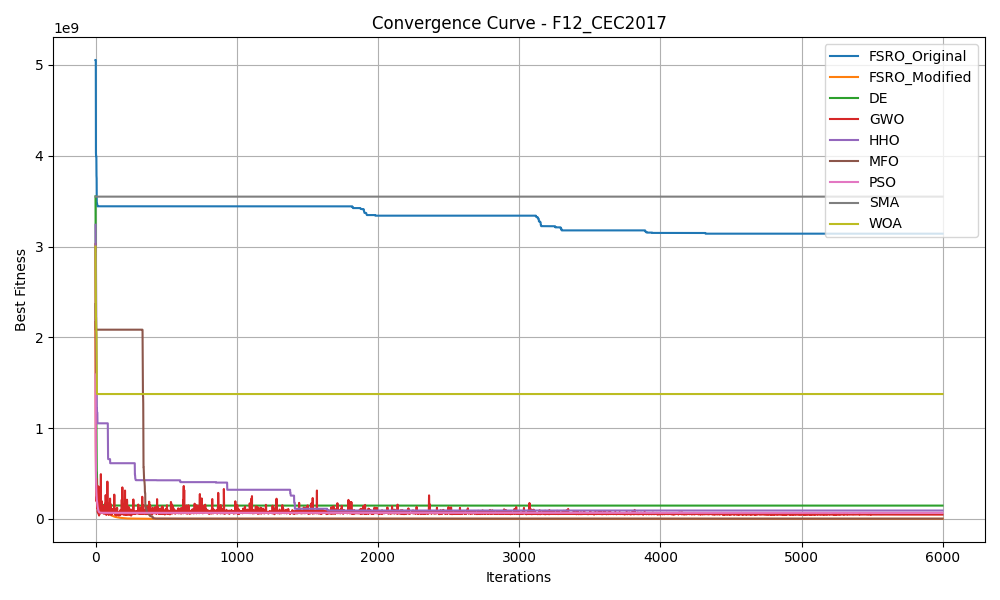 Convergence Curve - F12_CEC2017
1e9
5
4
3
2
1
0
Best Fitness
0 1000 2000 3000 4000 5000 6000
Iterations
FSRO_Original
FSRO_Modified
DE
GWO
HHO
MFO
PSO
SMA
WOA